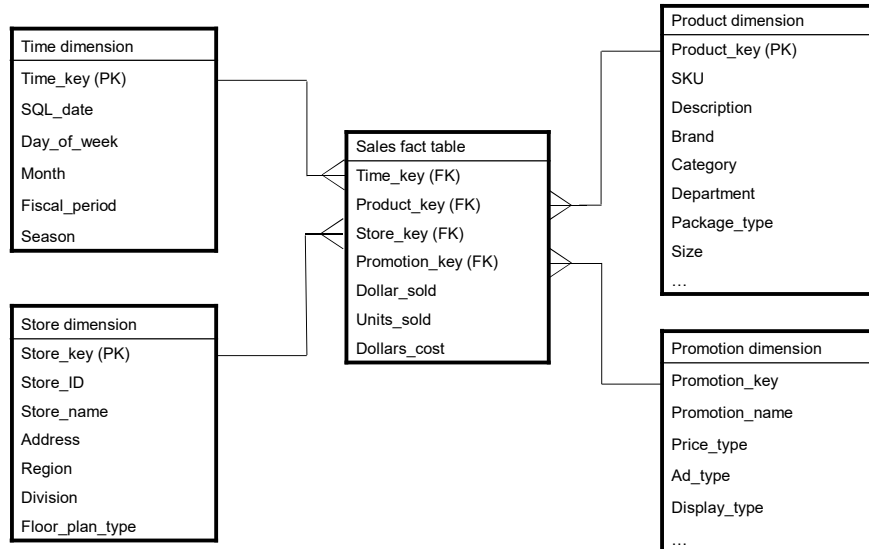 Time dimension
Time_key (PK)
SQL_date
Day_of_week
Month
Fiscal_period
Season
Store dimension
Store_key (PK)
Store_ID
Store_name
Address
Region
Division
Floor_plan_type
Sales fact table
Time_key (FK)
Product_key (FK)
Store_key (FK)
Promotion_key (FK)
Dollar_sold
Units_sold
Dollars_cost
Product dimension
Product_key (PK)
SKU
Description
Brand
Category
Department
Package_type
Size
…
Promotion dimension
Promotion_key
Promotion_name
Price_type
Ad_type
Display_type
…